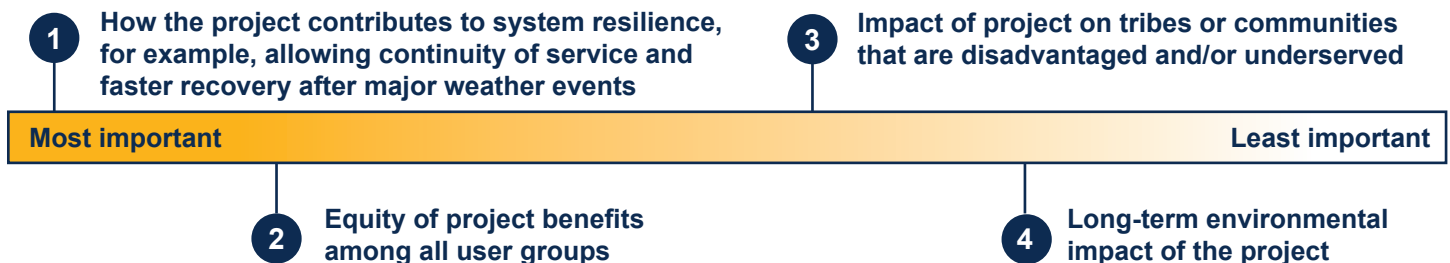 1
How the project contributes to system resilience,
for example, allowing continuity of service and
faster recovery after major weather events
3
Impact of project on tribes or communities
that are disadvantaged and/or underserved
Most important
Least important
2
Equity of project benefits
among all user groups
4
Long-term environmental
impact of the project